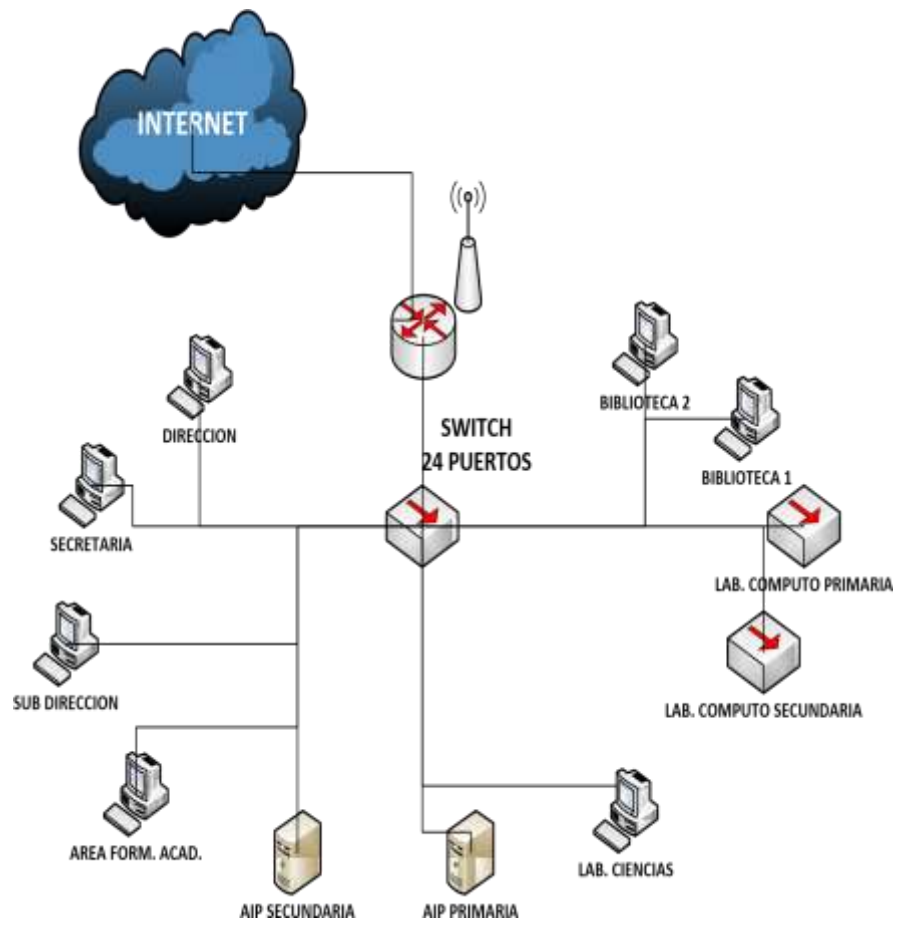 INTERNET
DIRECCION
BIBLIOTECA 2
SWITCH
24 PUERTOS
BIBLIOTECA 1
SECRETARIA
LAB. COMPUTO PRIMARIA
SUB DIRECCION
LAB. COMPUTO SECUNDARIA
AREA FORM. ACAD.
LAB. CIENCIAS
AIP SECUNDARIA
AIP PRIMARIA